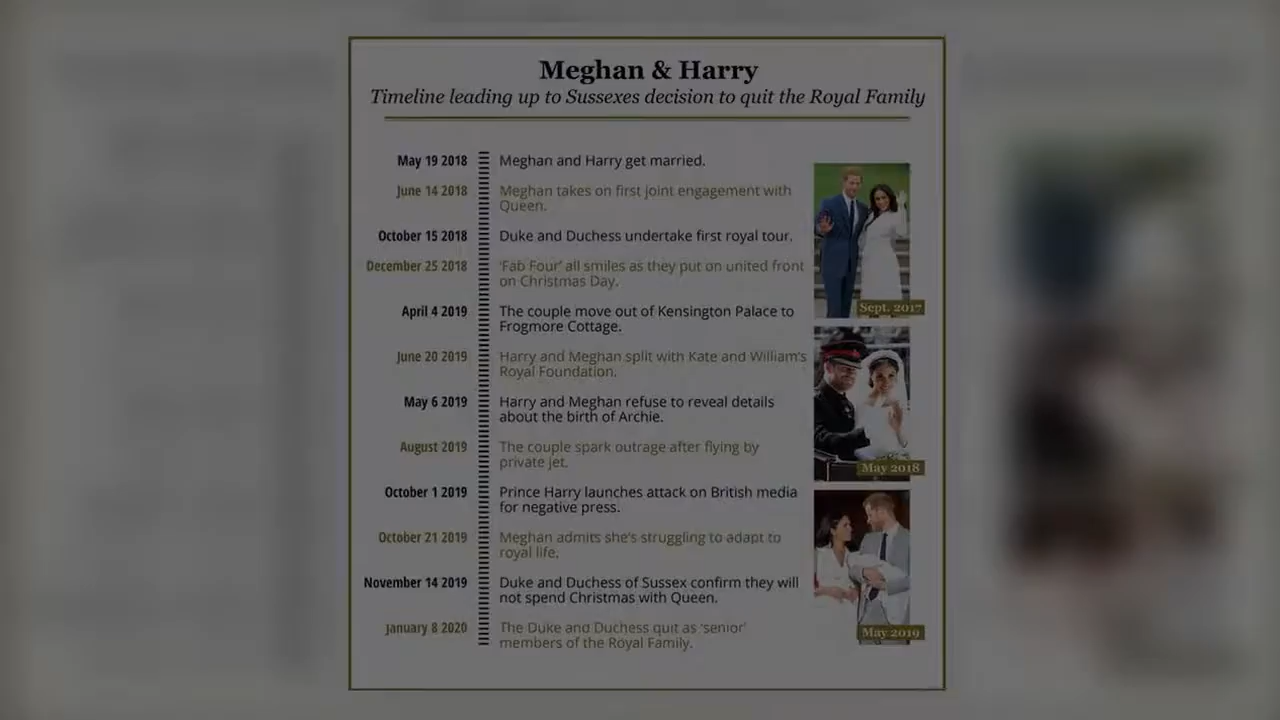 Meghan & Harry
Timeline leading up to Sussexes decision to quit the Royal Family
May 19 2018 Meghan and Harry get married.
June 14 2018 Meghan takes on first joint engagement with
Queen.
October 15 2018 Duke and Duchess undertake first royal tour.
December 25 2018 ‘Fab Four’ all smiles as they put on united front
on Christmas Day.
April 4 2019 The couple move out of Kensington Palace to
Frogmore Cottage.
June 20 2019 Harry and Meghan split with Kate and William's
Royal Foundation.
May 6 2019 Harry and Meghan refuse to reveal details
about the birth of Archie.
August 2019 The couple spark outrage after flying by
private jet.
October 1 2019 Prince Harry launches attack on British media
for negative press.
October 21 2019 Meghan admits she's struggling to adapt to
royal life.
November 14 2019 Duke and Duchess of Sussex confirm they will
not spend Christmas with Queen.
January 8 2020 The Duke and Duchess quit as ‘senior’
members of the Royal Family.
Sept. 2017
May 2018
May 2019